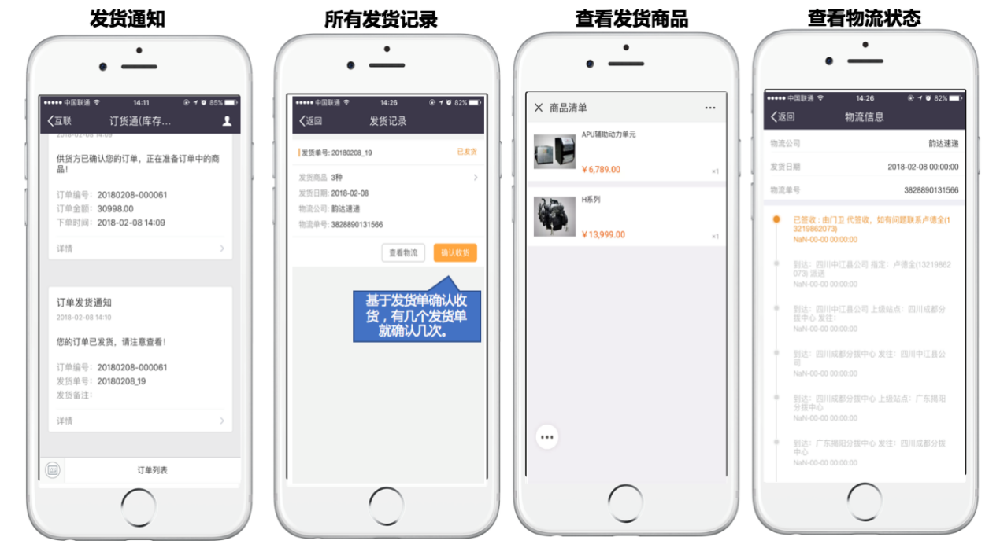 发货通知
所有发货记录
查看发货商品
查看物流状态
中国联通
14:11
85%
互联
订货通(库存...
2018-02-08 14:09
供货方已确认您的订单，正在准备订单中的商
品！
订单编号：20180208-000061
订单金额：30998.00
下单时间：2018-02-08 14:09
详情
订单发货通知
2018-02-08 14:10
您的订单已发货，请注意查看！
订单编号：20180208-000061
发货单号：20180208_19
发货备注：
详情
订单列表
中国联通
14:26
82%
返回
发货记录
发货单号: 20180208_19
已发货
发货商品 3种
发货日期: 2018-02-08
物流公司: 韵达速递
物流单号: 3828890131566
查看物流
确认收货
基于发货单确认收
货，有几个发货单
就确认几次。
商品清单
APU辅助动力单元
¥6,789.00
×1
H系列
¥13,999.00
×1
中国联通
14:26
82%
返回
物流信息
物流公司
韵达速递
发货日期
2018-02-08 00:00:00
物流单号
3828890131566
已签收 : 由门卫 代签收，如有问题联系卢德全(1
3219862073)
NaN-00-00 00:00:00
到达：四川中江县公司 指定：卢德全(13219862
073) 派送
NaN-00-00 00:00:00
到达：四川中江县公司 上级站点：四川成都分
拨中心 发往：
NaN-00-00 00:00:00
到达：四川成都分拨中心 发往：四川中江县公
司
NaN-00-00 00:00:00
到达：四川成都分拨中心 上级站点：广东揭阳
分拨中心
NaN-00-00 00:00:00
到达：广东揭阳分拨中心 发往：四川成都分拨
中心
NaN-00-00 00:00:00